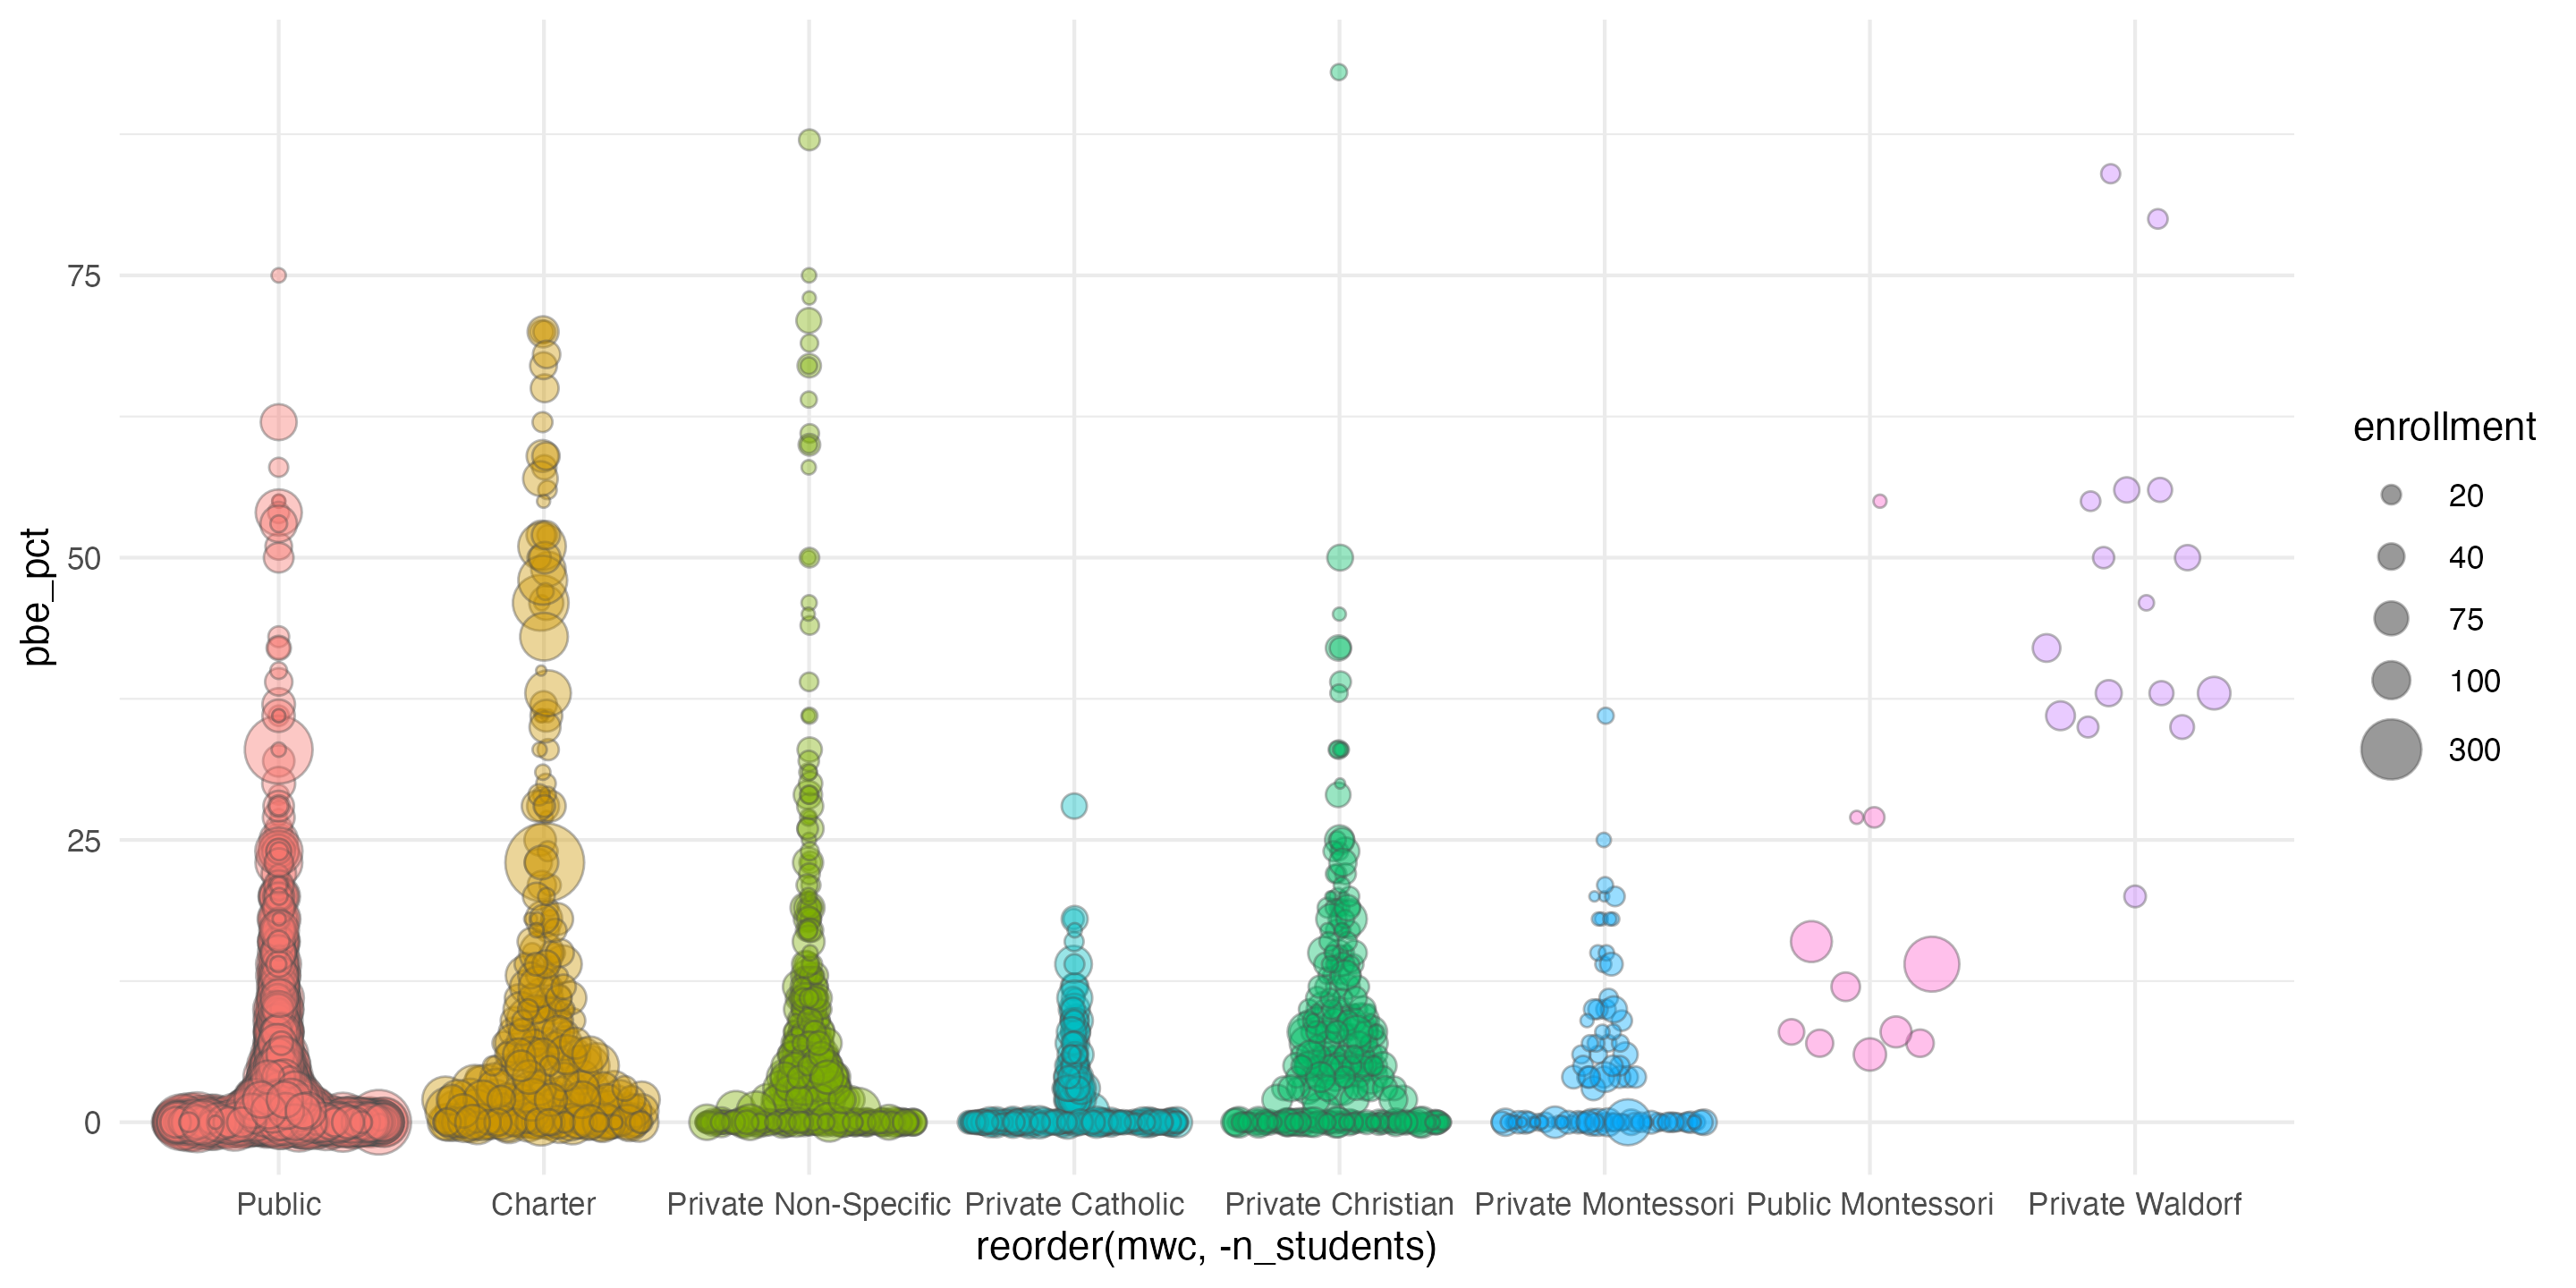 pbe_pct
75
50
25
0
Public
Charter
Private Non-Specific
Private Catholic
Private Christian
Private Montessori
Public Montessori
Private Waldorf
reorder(mwc, -n_students)
enrollment
20
40
75
100
300